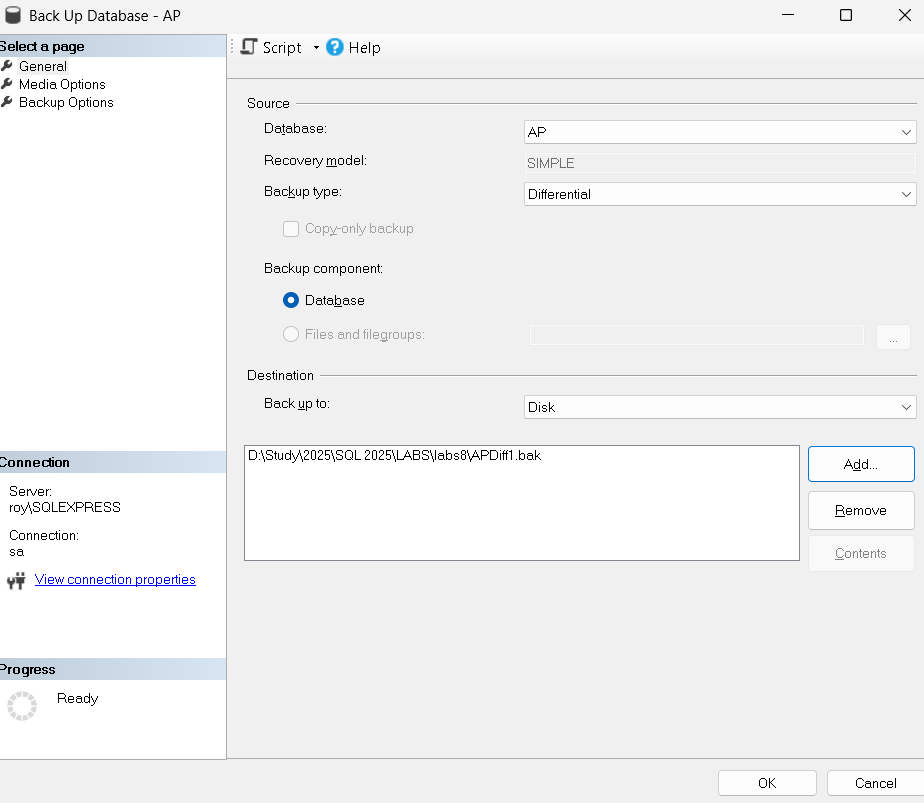 Back Up Database - AP
Select a page
General
Media Options
Backup Options
Script
Help
Source
Database:
AP
Recovery model:
SIMPLE
Backup type:
Differential
Copy-only backup
Backup component:
Database
Files and filegroups:
...
Destination
Back up to:
Disk
D:\Study\2025\SQL 2025\LABS\labs8\APDiff1.bak
Add...
Remove
Contents
Connection
Server:
roy\SQLEXPRESS
Connection:
sa
View connection properties
Progress
Ready
OK
Cancel